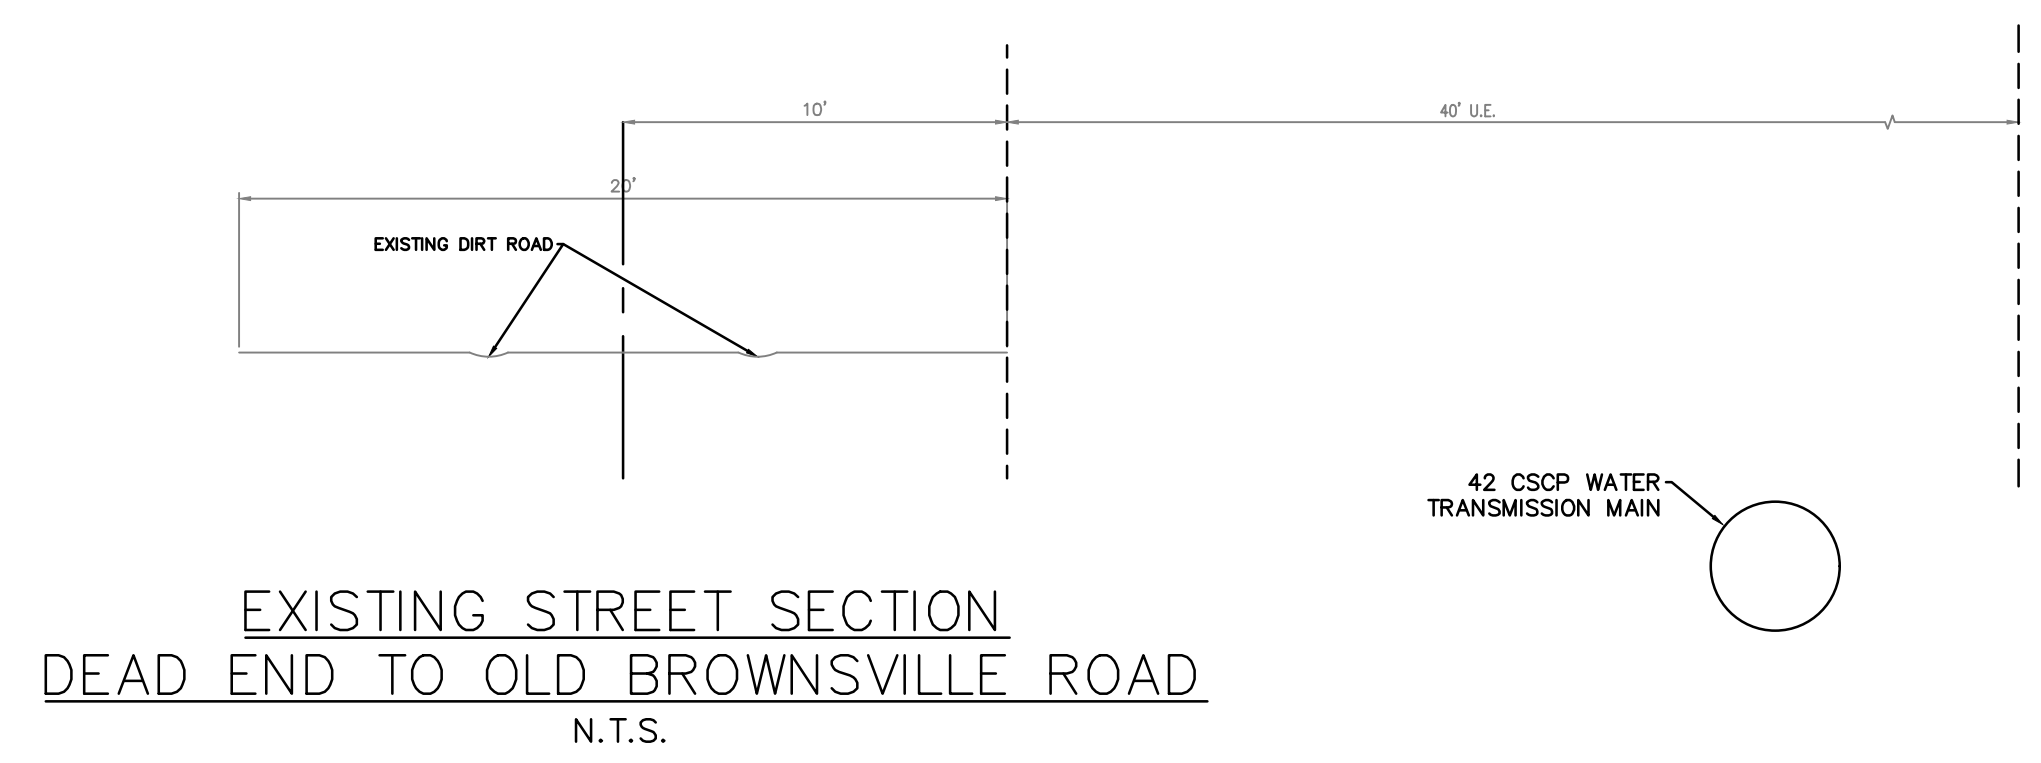 10'
40' U.E.
20'
EXISTING DIRT ROAD
42 CSCP WATER
TRANSMISSION MAIN
EXISTING STREET SECTION
DEAD END TO OLD BROWNSVILLE ROAD
N.T.S.